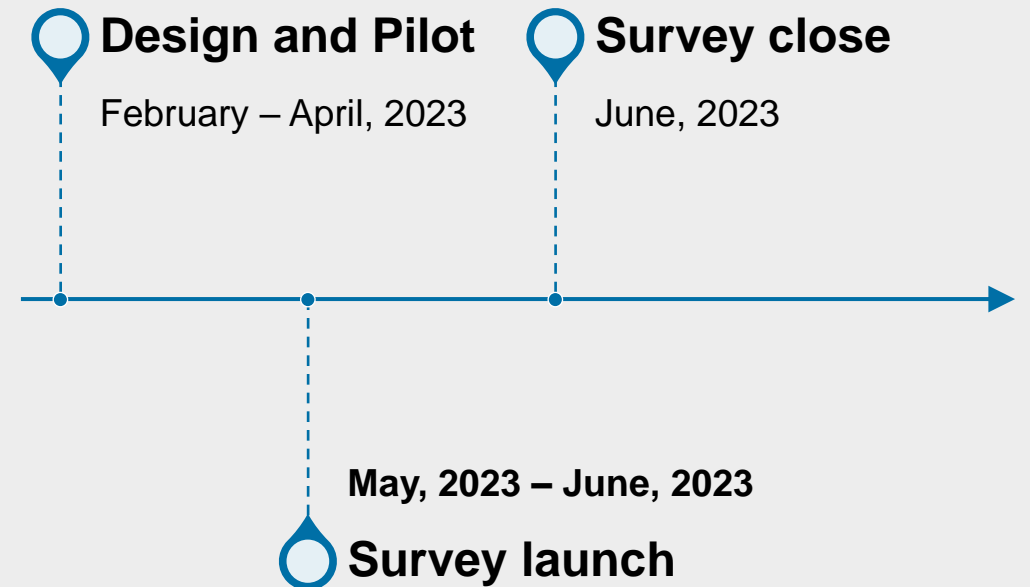 Design and Pilot
February – April, 2023
Survey close
June, 2023
May, 2023 – June, 2023
Survey launch